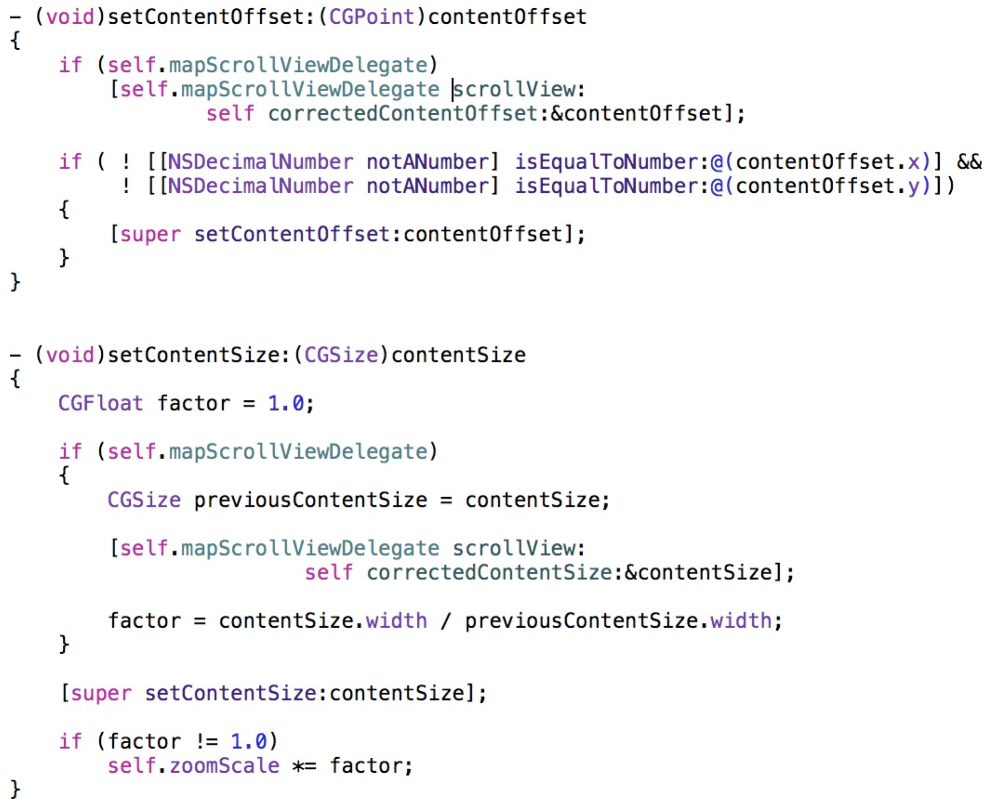 - (void)setContentOffset:(CGPoint)contentOffset
{
    if (self.mapScrollViewDelegate)
        [self.mapScrollViewDelegate scrollView:
                self correctedContentOffset:&contentOffset];

    if ( ! [[NSDecimalNumber notANumber] isEqualToNumber:@(contentOffset.x)] &&
         ! [[NSDecimalNumber notANumber] isEqualToNumber:@(contentOffset.y)])
    {
        [super setContentOffset:contentOffset];
    }
}

- (void)setContentSize:(CGSize)contentSize
{
    CGFloat factor = 1.0;

    if (self.mapScrollViewDelegate)
    {
        CGSize previousContentSize = contentSize;

        [self.mapScrollViewDelegate scrollView:
                        self correctedContentSize:&contentSize];

        factor = contentSize.width / previousContentSize.width;
    }

    [super setContentSize:contentSize];

    if (factor != 1.0)
        self.zoomScale *= factor;
}